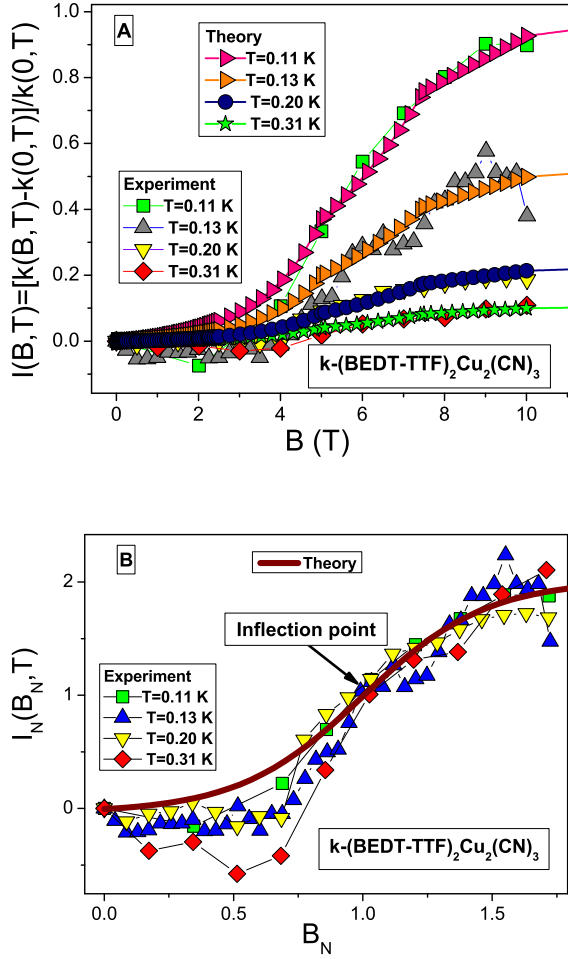 A
I(B,T)=[k(B,T)-k(0,T)]/k(0,T)
1.0
0.8
0.6
0.4
0.2
0.0
Theory
T=0.11 K
T=0.13 K
T=0.20 K
T=0.31 K
Experiment
T=0.11 K
T=0.13 K
T=0.20 K
T=0.31 K
k-(BEDT-TTF)2Cu2(CN)3
0 2 4 6 8 10
B (T)
B
I_N(B_N,T)
2
1
0
Theory
Inflection point
Experiment
T=0.11 K
T=0.13 K
T=0.20 K
T=0.31 K
k-(BEDT-TTF)2Cu2(CN)3
0.0 0.5 1.0 1.5
B_N